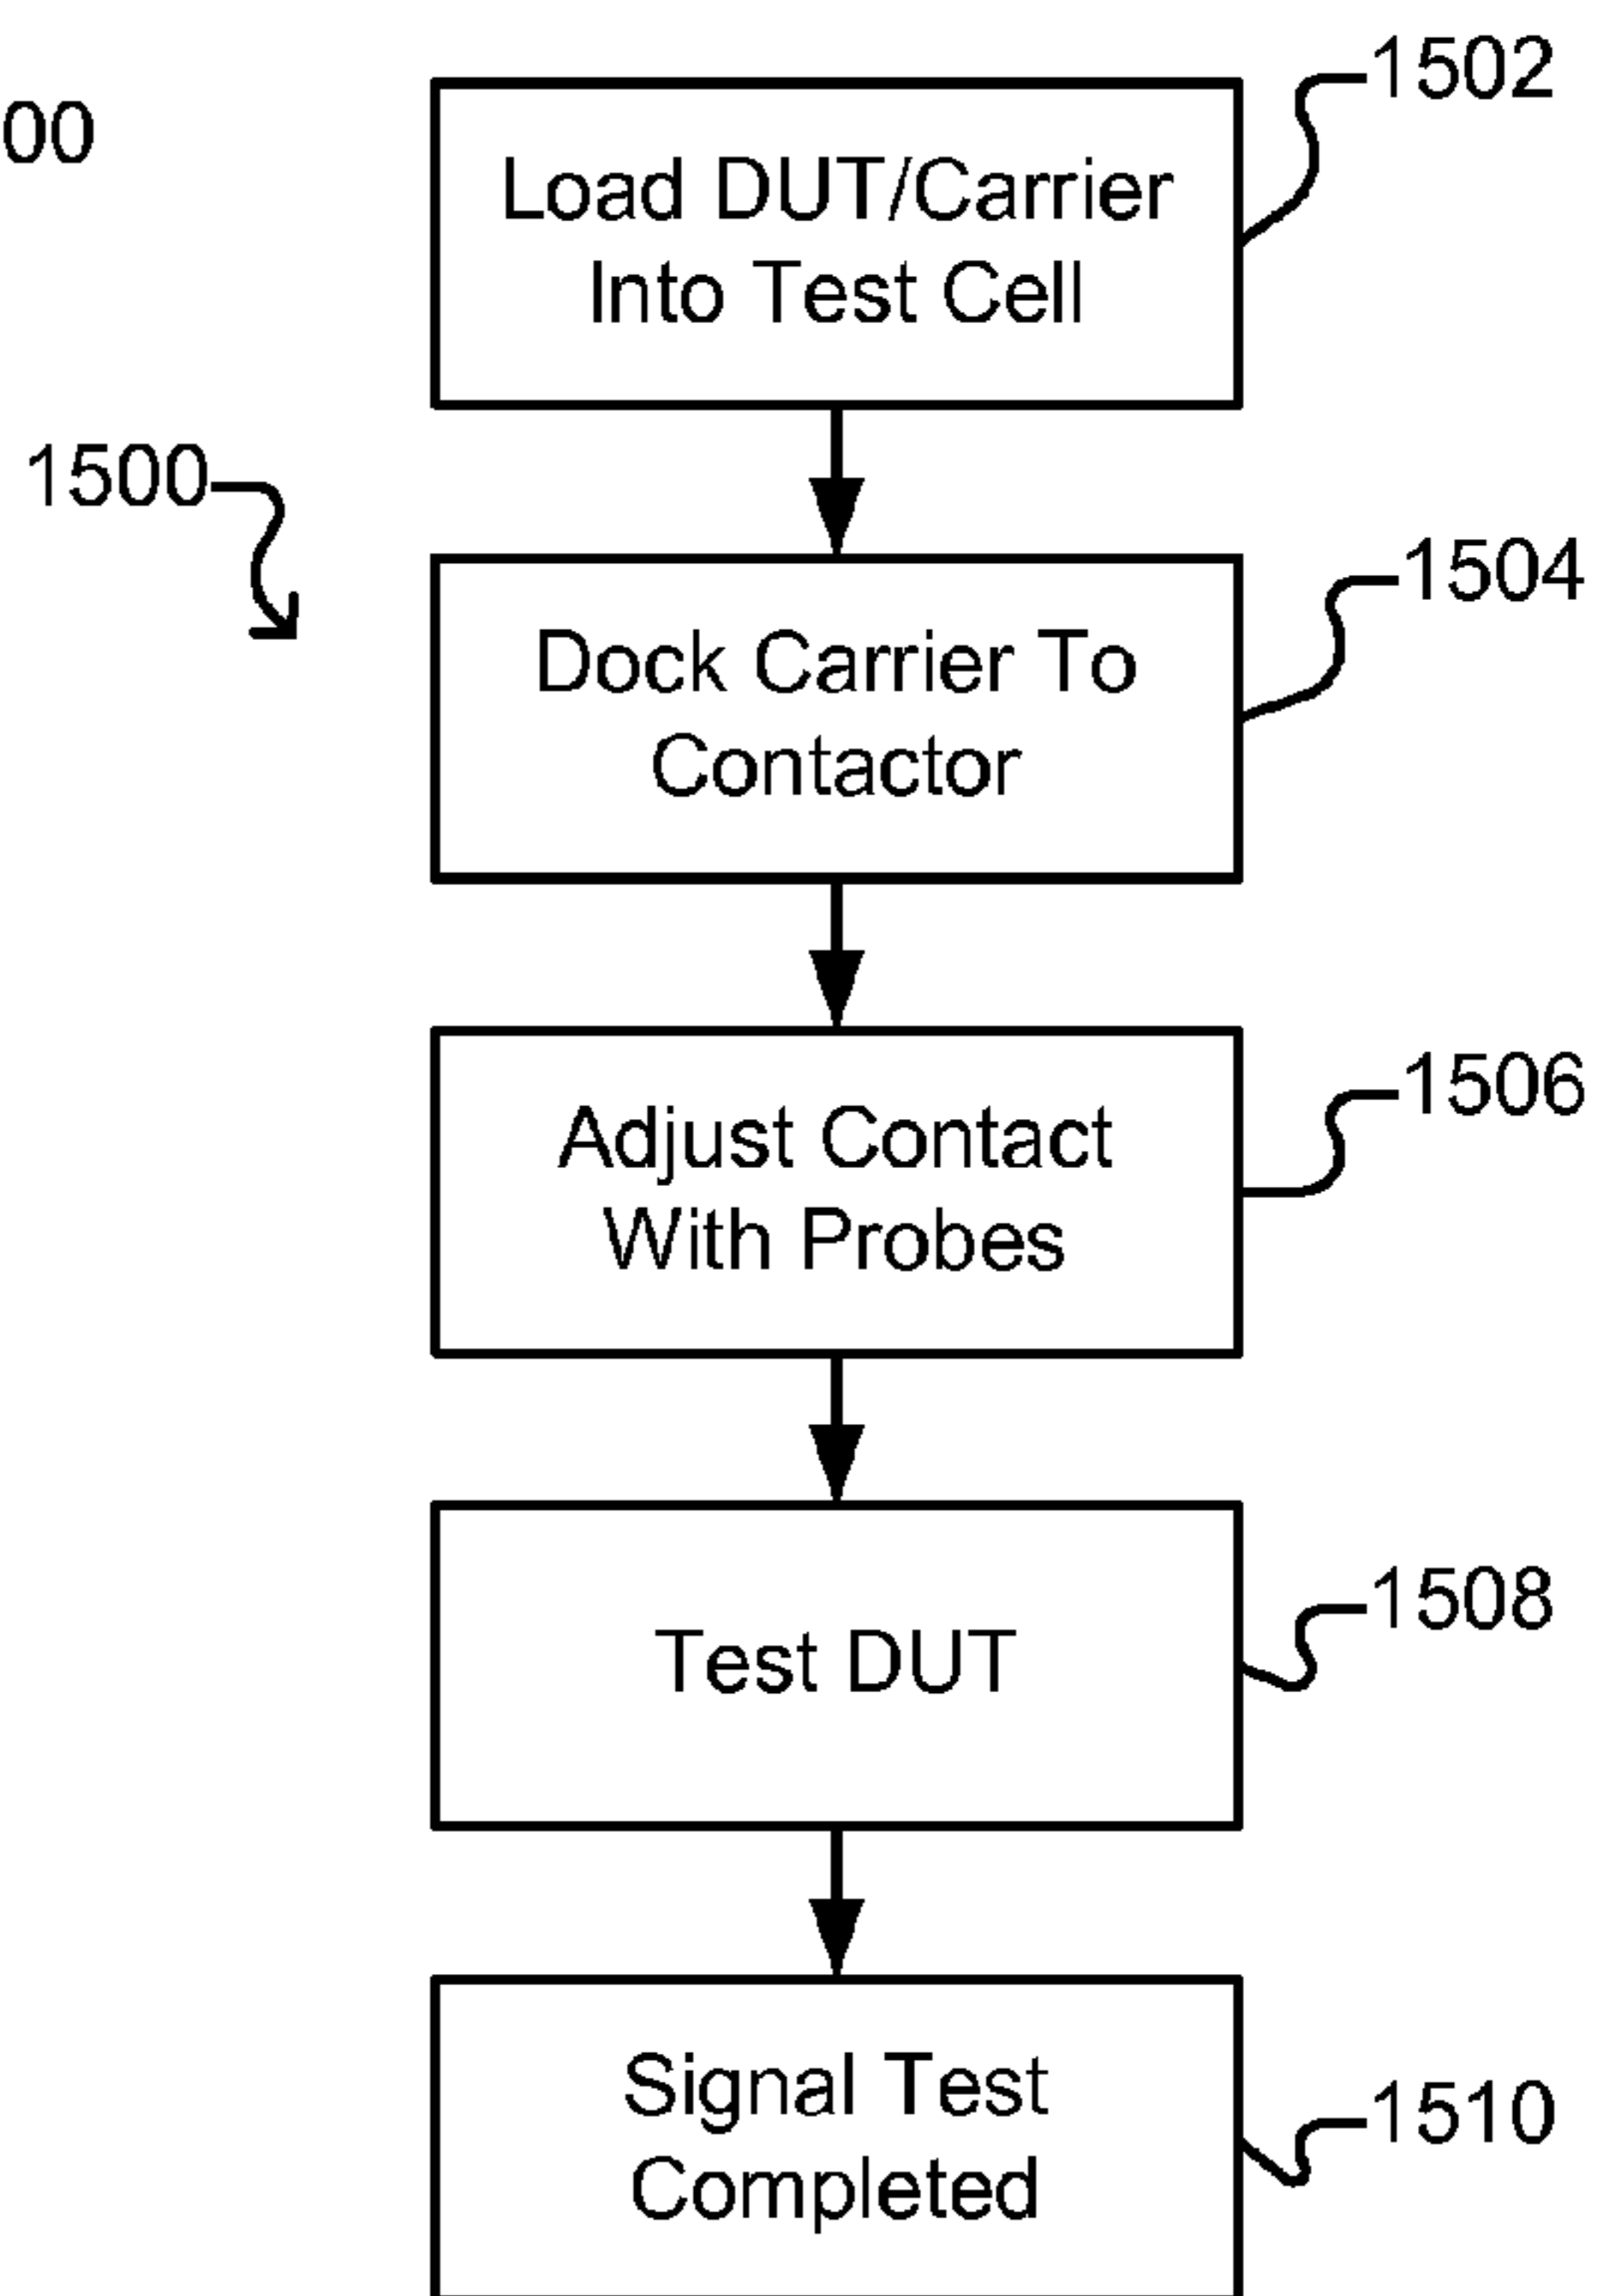 00
1502
Load DUT/Carrier
Into Test Cell
1500
1504
Dock Carrier To
Contactor
1506
Adjust Contact
With Probes
1508
Test DUT
1510
Signal Test
Completed